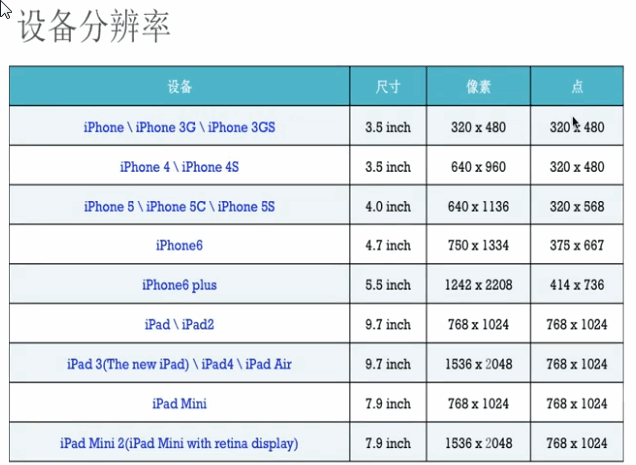 设备分辨率
设备 尺寸 像素 点
iPhone \ iPhone 3G \ iPhone 3GS 3.5 inch 320 x 480 320 x 480
iPhone 4 \ iPhone 4S 3.5 inch 640 x 960 320 x 480
iPhone 5 \ iPhone 5C \ iPhone 5S 4.0 inch 640 x 1136 320 x 568
iPhone6 4.7 inch 750 x 1334 375 x 667
iPhone6 plus 5.5 inch 1242 x 2208 414 x 736
iPad \ iPad2 9.7 inch 768 x 1024 768 x 1024
iPad 3(The new iPad) \ iPad4 \ iPad Air 9.7 inch 1536 x 2048 768 x 1024
iPad Mini 7.9 inch 768 x 1024 768 x 1024
iPad Mini 2(iPad Mini with retina display) 7.9 inch 1536 x 2048 768 x 1024